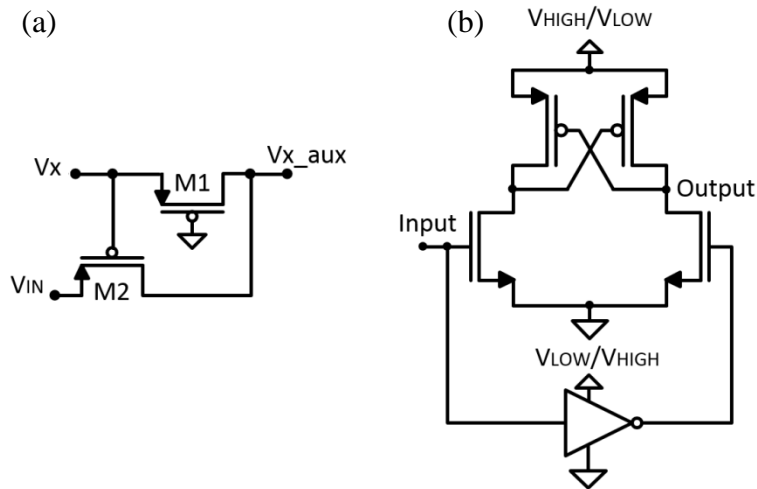 (a)
Vx
M1
Vx_aux
VIN
M2
(b)
VHIGH/VLOW
Input
Output
VLOW/VHIGH